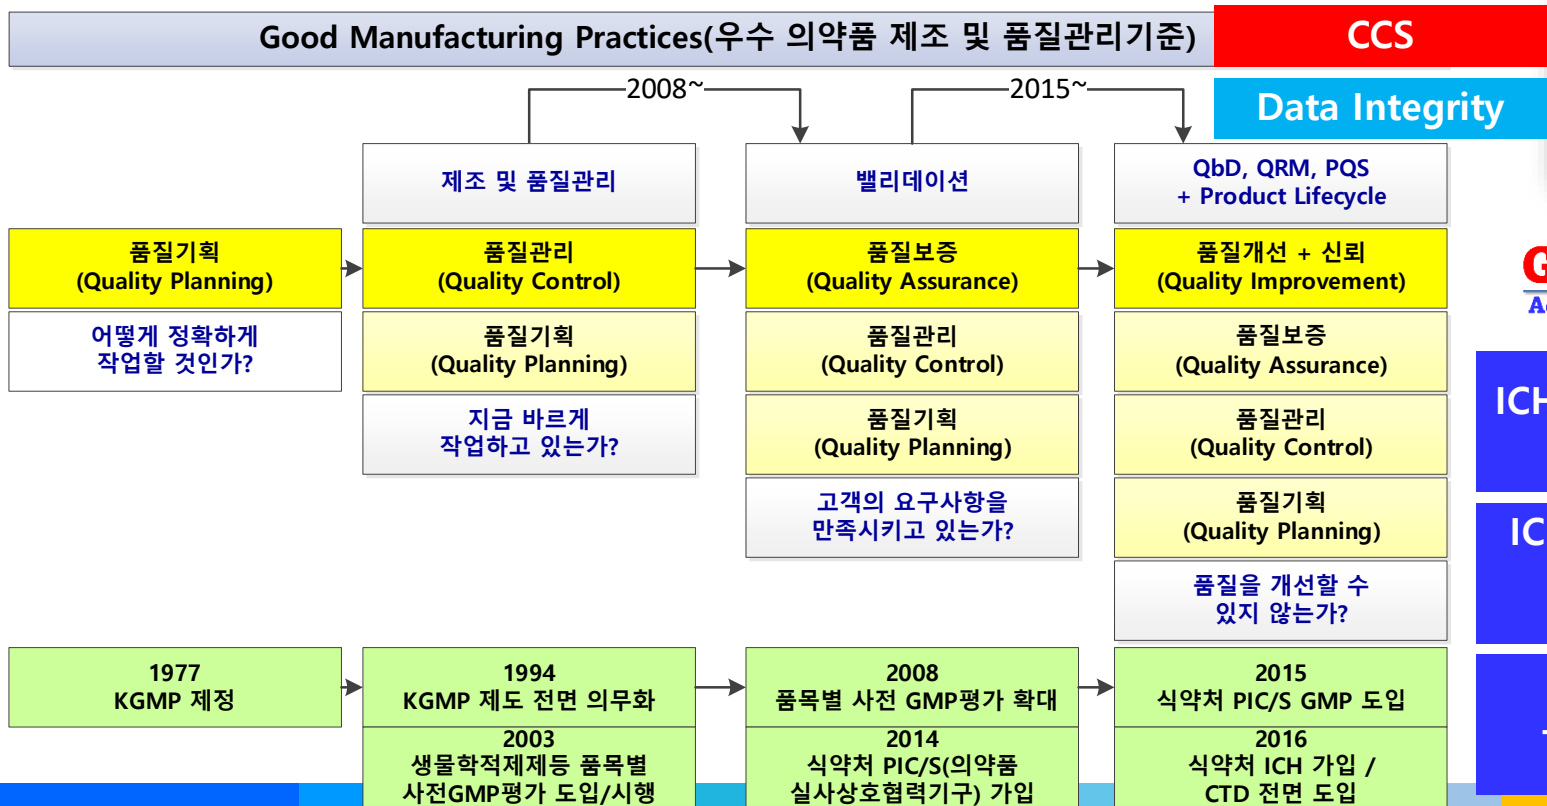 Good Manufacturing Practices(우수 의약품 제조 및 품질관리기준)
CCS
Data Integrity
2008~
2015~
제조 및 품질관리
밸리데이션
QbD, QRM, PQS
+ Product Lifecycle
품질기획
(Quality Planning)
품질관리
(Quality Control)
품질보증
(Quality Assurance)
품질개선 + 신뢰
(Quality Improvement)
어떻게 정확하게
작업할 것인가?
품질기획
(Quality Planning)
품질관리
(Quality Control)
품질보증
(Quality Assurance)
지금 바르게
작업하고 있는가?
품질기획
(Quality Planning)
품질관리
(Quality Control)
고객의 요구사항을
만족시키고 있는가?
품질기획
(Quality Planning)
품질을 개선할 수
있지 않는가?
1977
KGMP 제정
1994
KGMP 제도 전면 의무화
2008
품목별 사전 GMP평가 확대
2015
식약처 PIC/S GMP 도입
2003
생물학적제제등 품목별
사전GMP평가 도입/시행
2014
식약처 PIC/S(의약품
실사상호협력기구) 가입
2016
식약처 ICH 가입 /
CTD 전면 도입